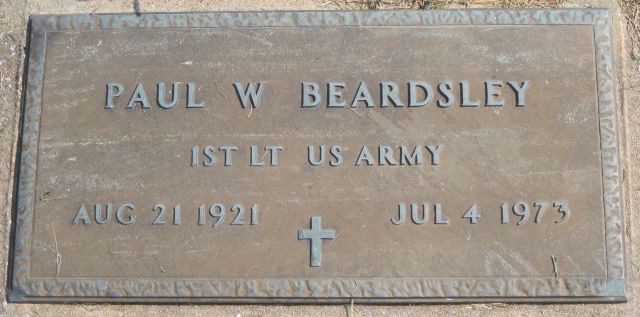 PAUL W BEARDSLEY
1ST LT US ARMY
AUG 21 1921 JUL 4 1973